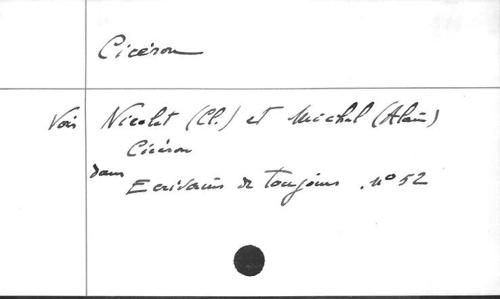 Cicéron
Voir Nicolet (Cl.) et Michel (Alain)
Cicéron
dans
Ecrivains de toujours. n° 52